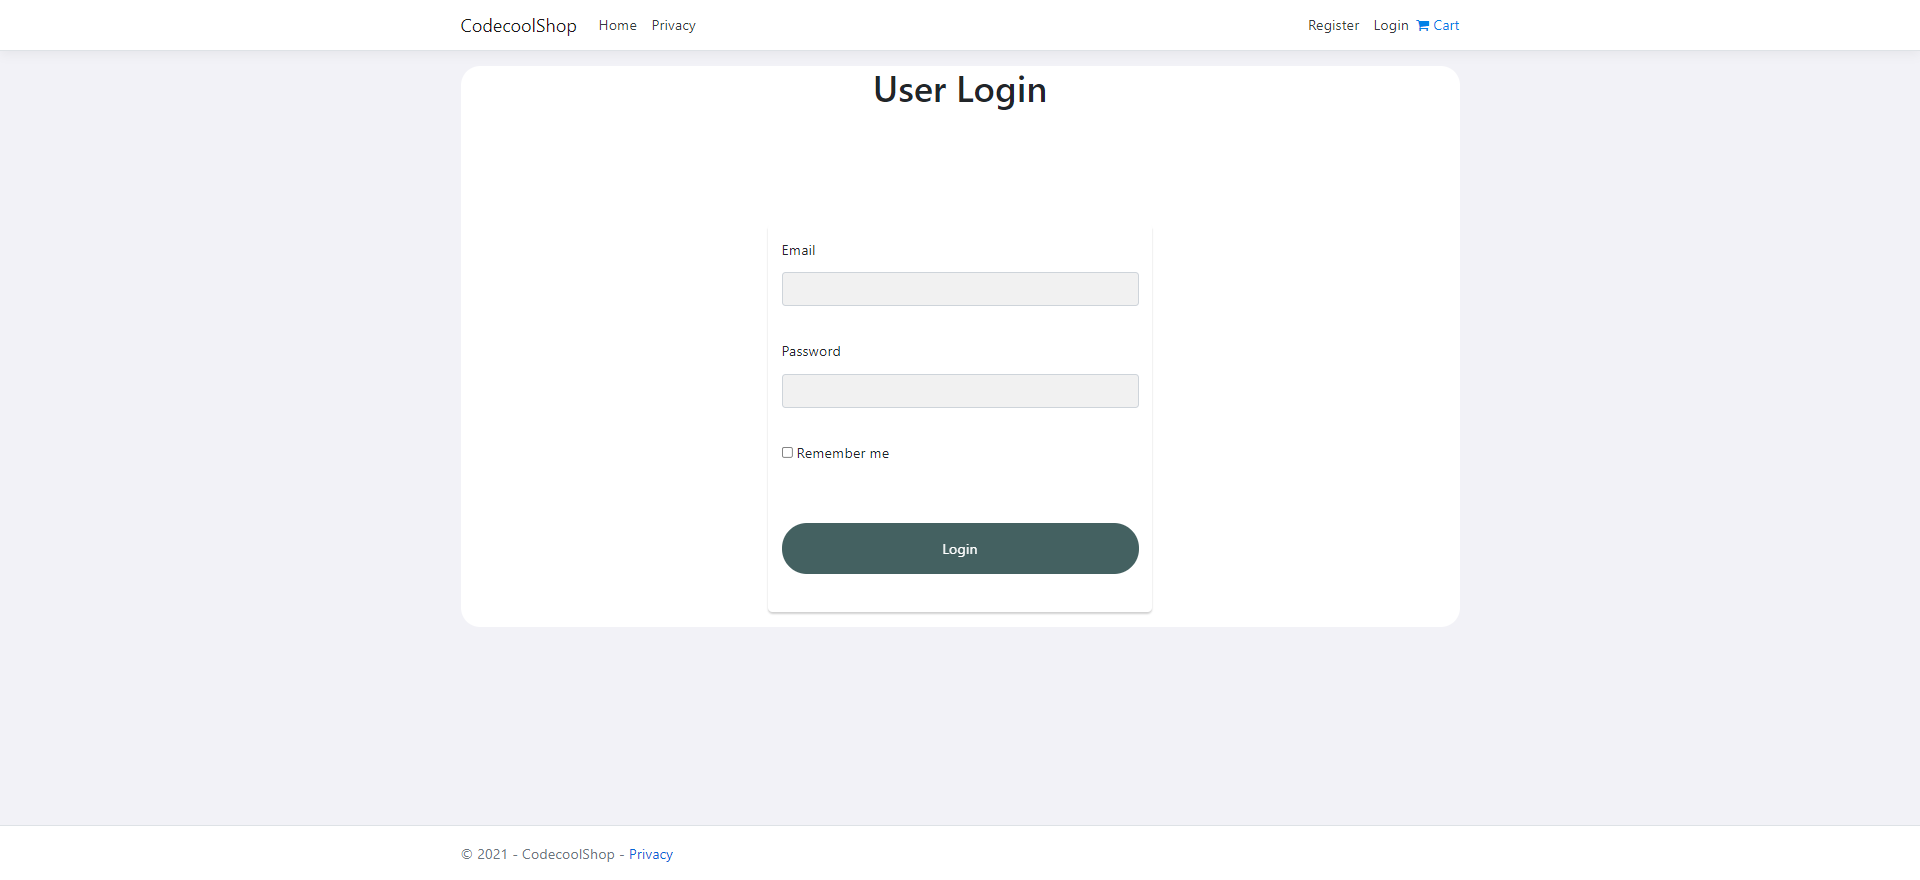 CodecoolShop Home Privacy Register Login Cart
User Login
Email
Password
Remember me
Login
© 2021 - CodecoolShop - Privacy